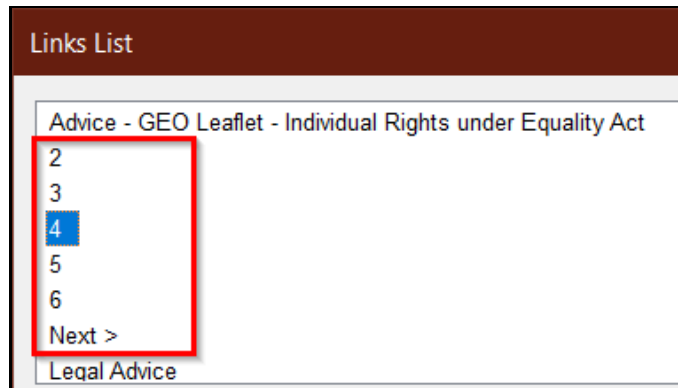 Links List
Advice - GEO Leaflet - Individual Rights under Equality Act
2
3
4
5
6
Next >
Legal Advice